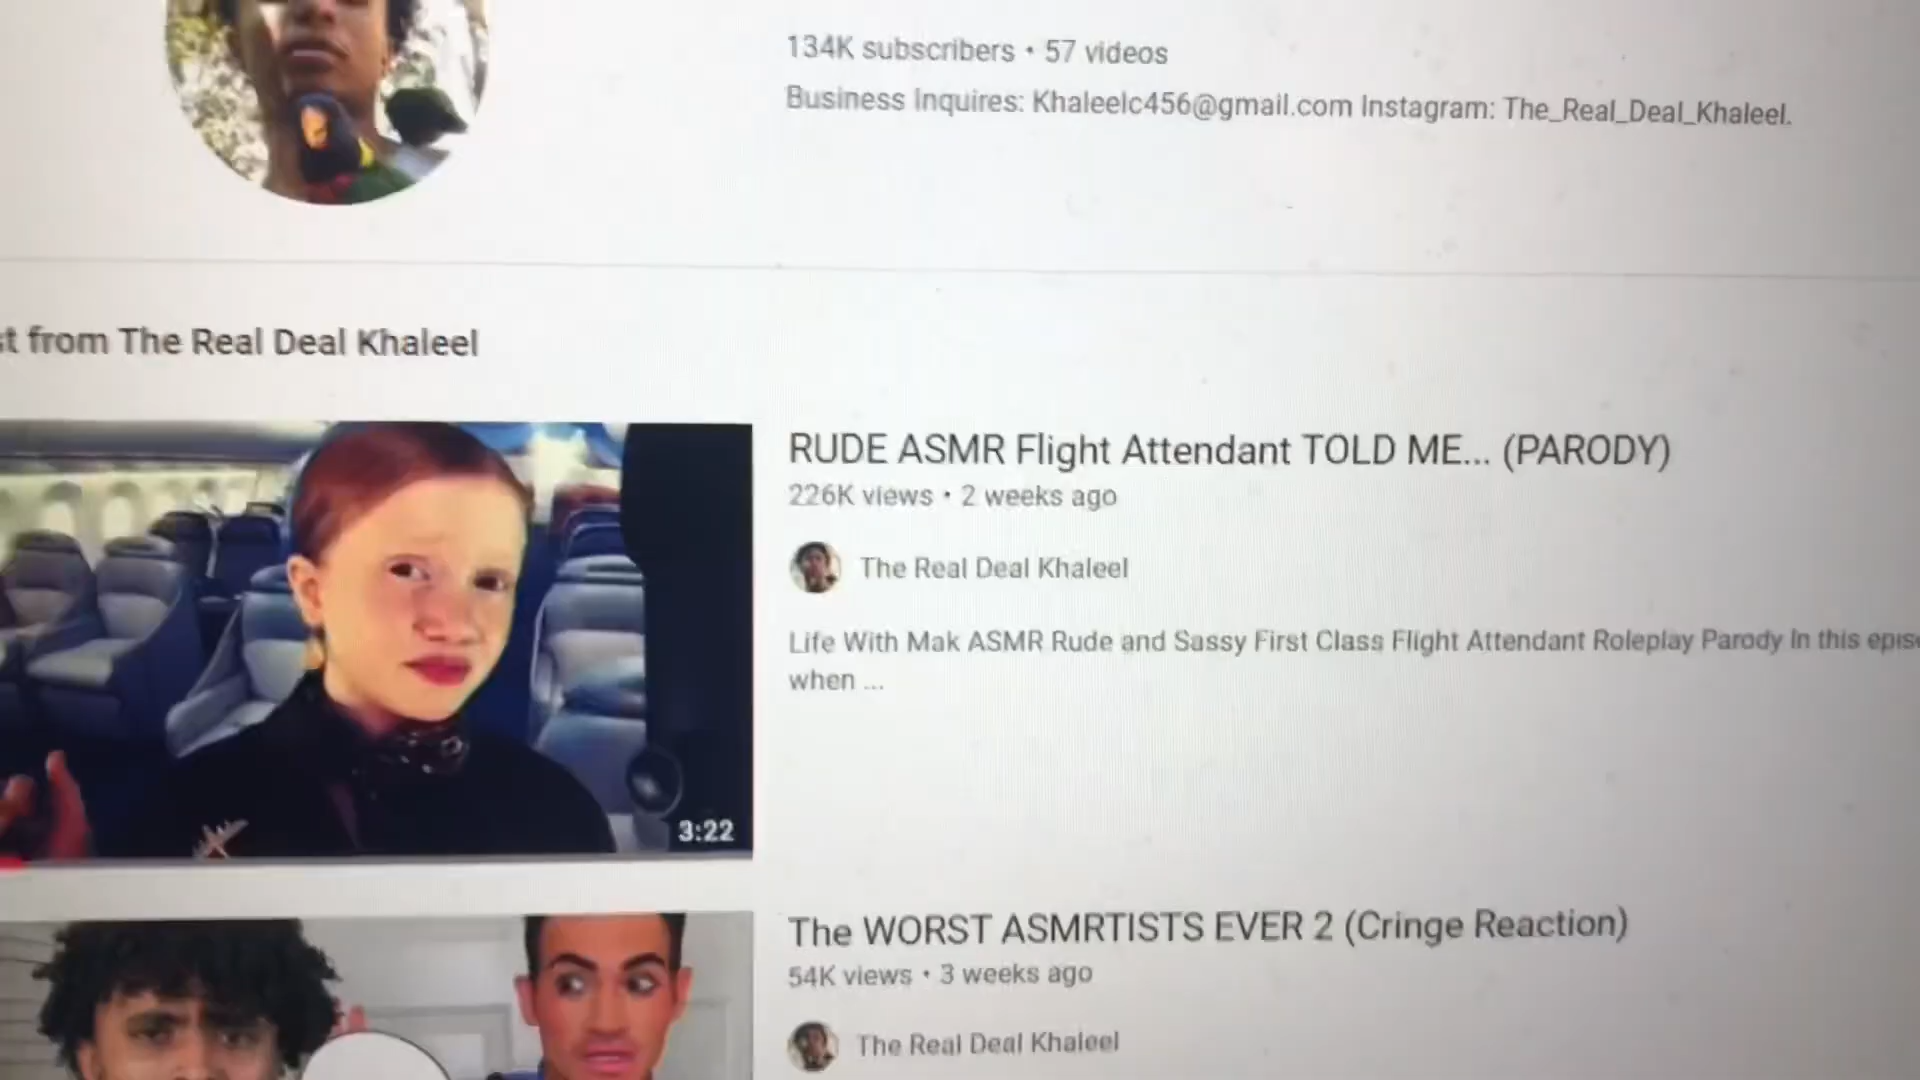 134K subscribers • 57 videos
Business Inquires: Khaleelc456@gmail.com Instagram: The_Real_Deal_Khaleel.
from The Real Deal Khaleel
RUDE ASMR Flight Attendant TOLD ME... (PARODY)
226K views • 2 weeks ago
The Real Deal Khaleel
Life With Mak ASMR Rude and Sassy First Class Flight Attendant Roleplay Parody In this
when ...
3:22
The WORST ASMRTISTS EVER 2 (Cringe Reaction)
54K views • 3 weeks ago
The Real Deal Khaleel